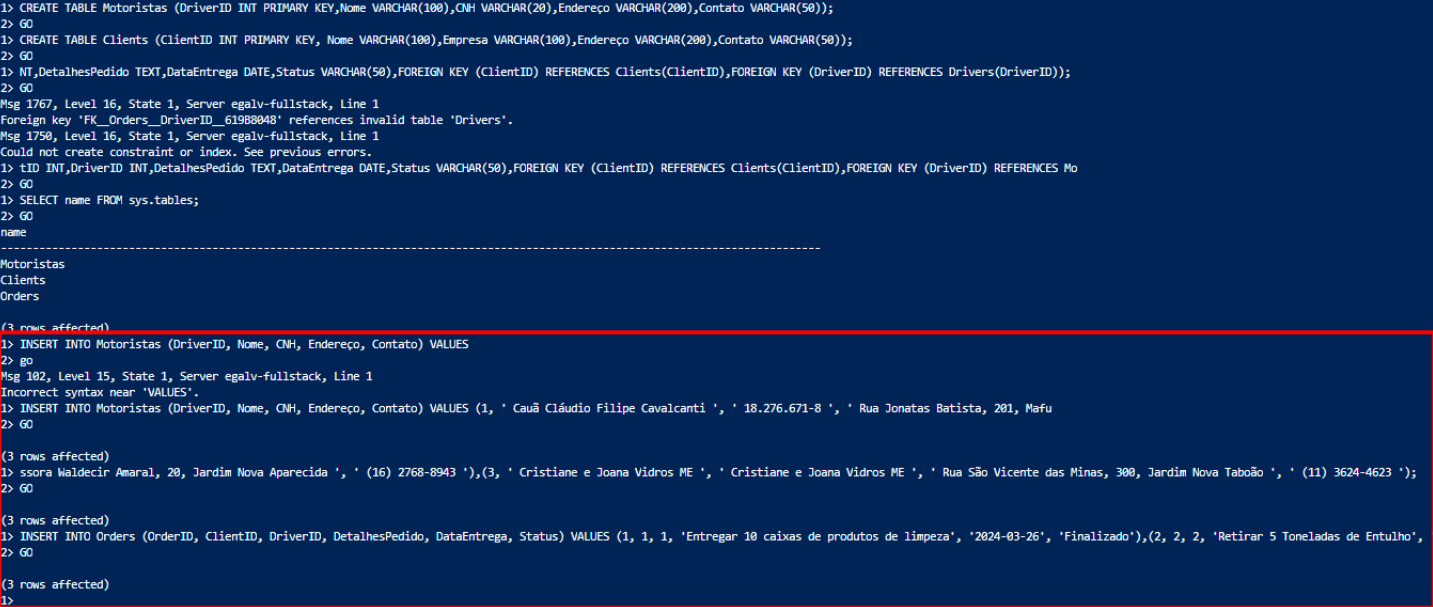 1> CREATE TABLE Motoristas (DriverID INT PRIMARY KEY,Nome VARCHAR(100),CNH VARCHAR(20),Endereço VARCHAR(200),Contato VARCHAR(50));
2> GO
1> CREATE TABLE Clients (ClientID INT PRIMARY KEY, Nome VARCHAR(100),Empresa VARCHAR(100),Endereço VARCHAR(200),Contato VARCHAR(50));
2> GO
1> NT,DetalhesPedido TEXT,DataEntrega DATE,Status VARCHAR(50),FOREIGN KEY (ClientID) REFERENCES Clients(ClientID),FOREIGN KEY (DriverID) REFERENCES Drivers(DriverID));
2> GO
Msg 1767, Level 16, State 1, Server egalv-fullstack, Line 1
Foreign key 'FK__Orders__DriverID__619B8048' references invalid table 'Drivers'.
Msg 1750, Level 16, State 1, Server egalv-fullstack, Line 1
Could not create constraint or index. See previous errors.
1> tID INT,DriverID INT,DetalhesPedido TEXT,DataEntrega DATE,Status VARCHAR(50),FOREIGN KEY (ClientID) REFERENCES Clients(ClientID),FOREIGN KEY (DriverID) REFERENCES Mo
2> GO
1> SELECT name FROM sys.tables;
2> GO
name
--------------------------------------------------------------------------------------------------------------------------------
Motoristas
Clients
Orders
(3 rows affected)
1> INSERT INTO Motoristas (DriverID, Nome, CNH, Endereço, Contato) VALUES
2> go
Msg 102, Level 15, State 1, Server egalv-fullstack, Line 1
Incorrect syntax near 'VALUES'.
1> INSERT INTO Motoristas (DriverID, Nome, CNH, Endereço, Contato) VALUES (1, ' Cauã Cláudio Filipe Cavalcanti ', ' 18.276.671-8 ', ' Rua Jonatas Batista, 201, Mafu
2> GO
(3 rows affected)
1> ssora Waldecir Amaral, 20, Jardim Nova Aparecida ', ' (16) 2768-8943 '),(3, ' Cristiane e Joana Vidros ME ', ' Cristiane e Joana Vidros ME ', ' Rua São Vicente das Minas, 300, Jardim Nova Taboão ', ' (11) 3624-4623 ');
2> GO
(3 rows affected)
1> INSERT INTO Orders (OrderID, ClientID, DriverID, DetalhesPedido, DataEntrega, Status) VALUES (1, 1, 1, 'Entregar 10 caixas de produtos de limpeza', '2024-03-26', 'Finalizado'),(2, 2, 2, 'Retirar 5 Toneladas de Entulho',
2> GO
(3 rows affected)
1>